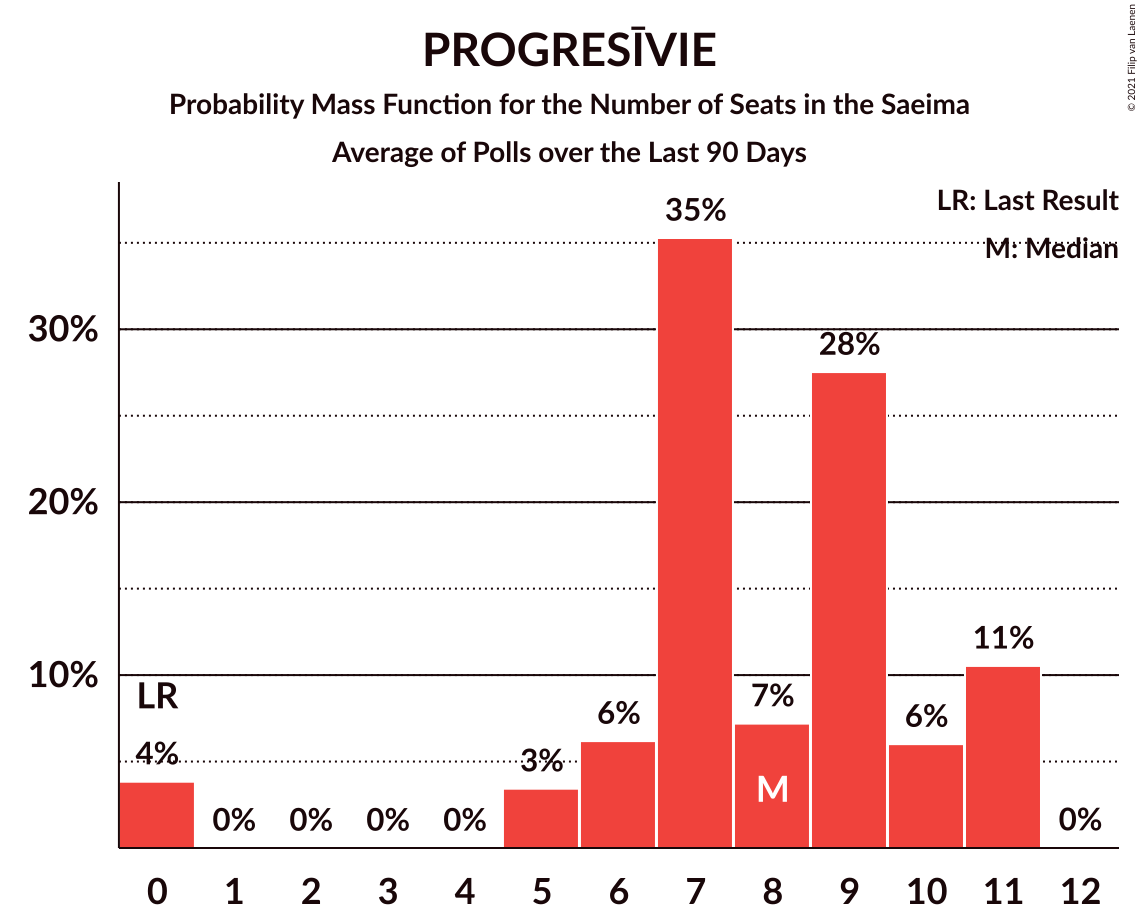 PROGRESĪVIE
Probability Mass Function for the Number of Seats in the Saeima
Average of Polls over the Last 90 Days
© 2021 Filip van Laenen
LR: Last Result
M: Median
35%
30%
28%
20%
11%
10%
LR
7%
6%
6%
4%
3%
M
0%
0%
0%
0%
0%
0 1 2 3 4 5 6 7 8 9 10 11 12